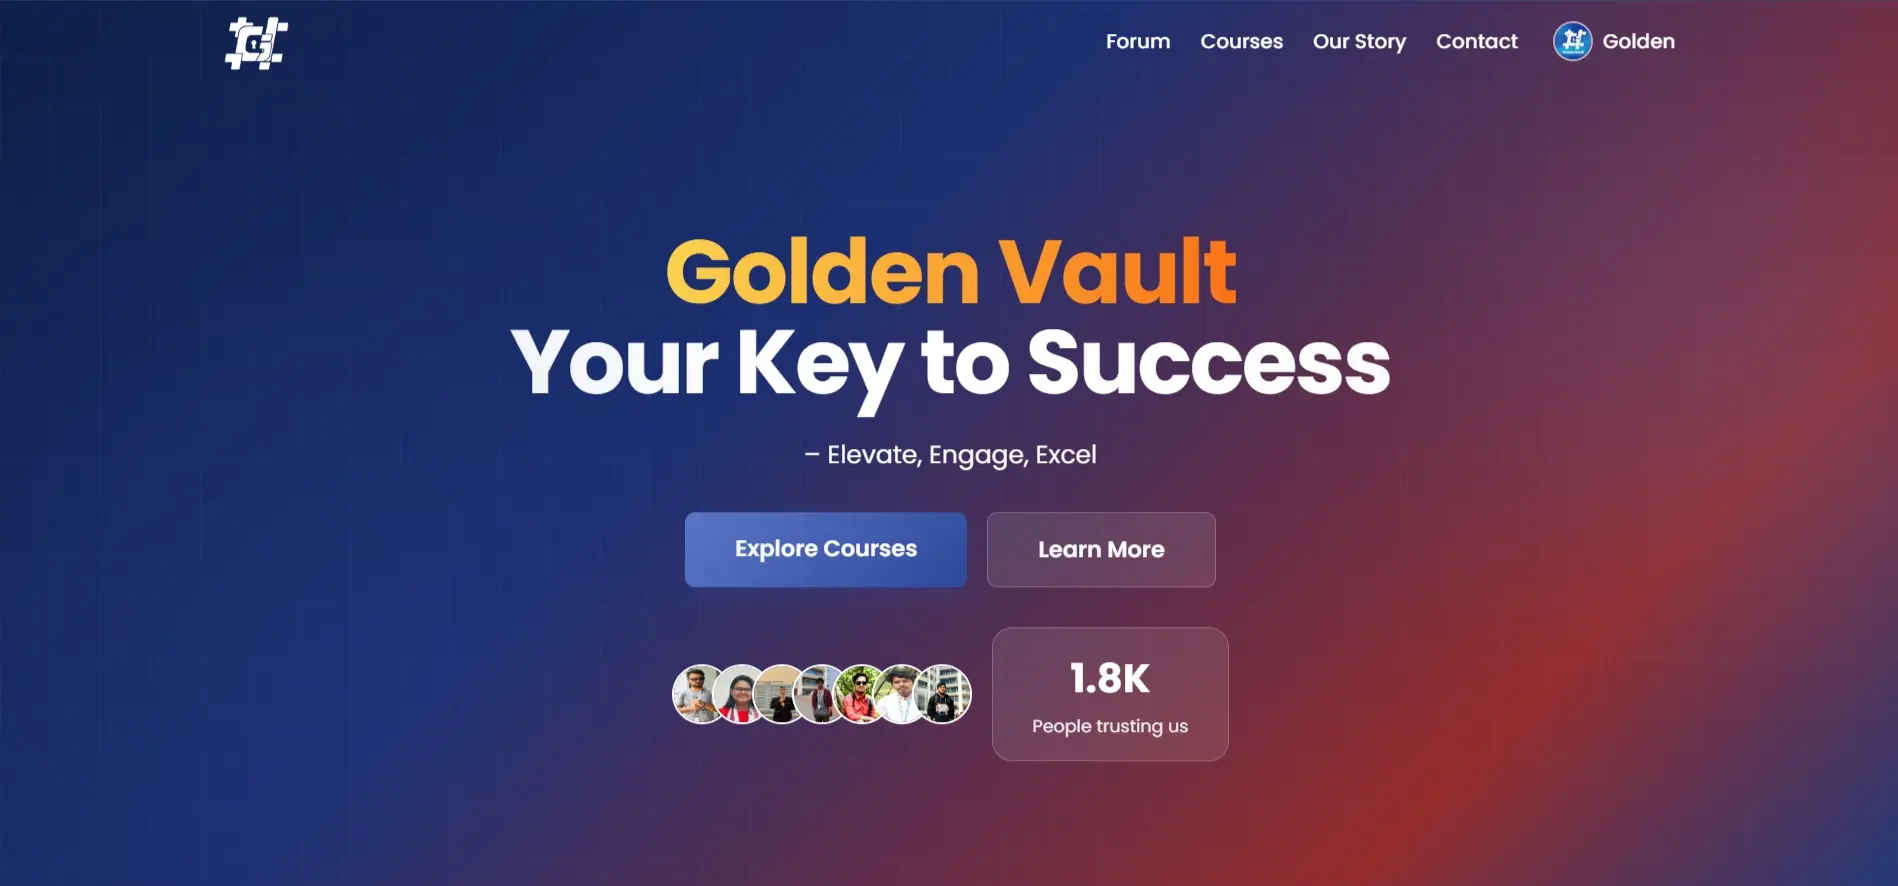 Forum Courses Our Story Contact Golden
Golden Vault
Your Key to Success
– Elevate, Engage, Excel
Explore Courses Learn More
1.8K
People trusting us